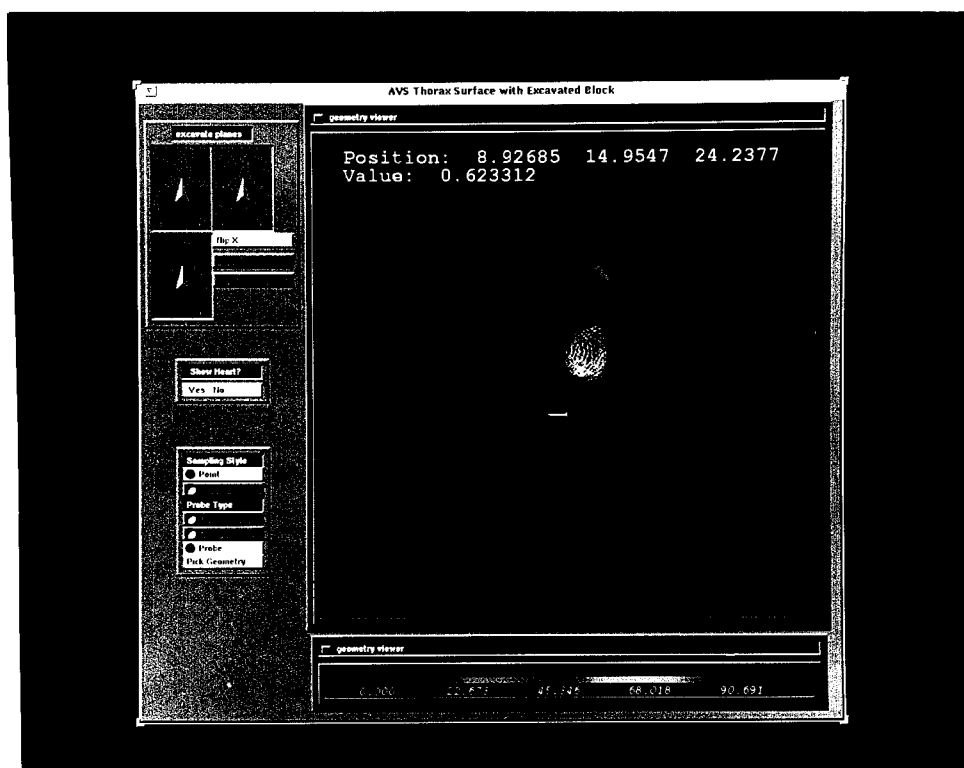 AVS Thorax Surface with Excavated Block
excavate planes
flip X
Show Heart?
Yes No
Sampling Style
Point
Probe Type
Probe
Pick Geometry
geometry viewer
Position: 8.92685 14.9547 24.2377
Value: 0.623312
geometry viewer
0.000 22.673 45.346 68.018 90.691